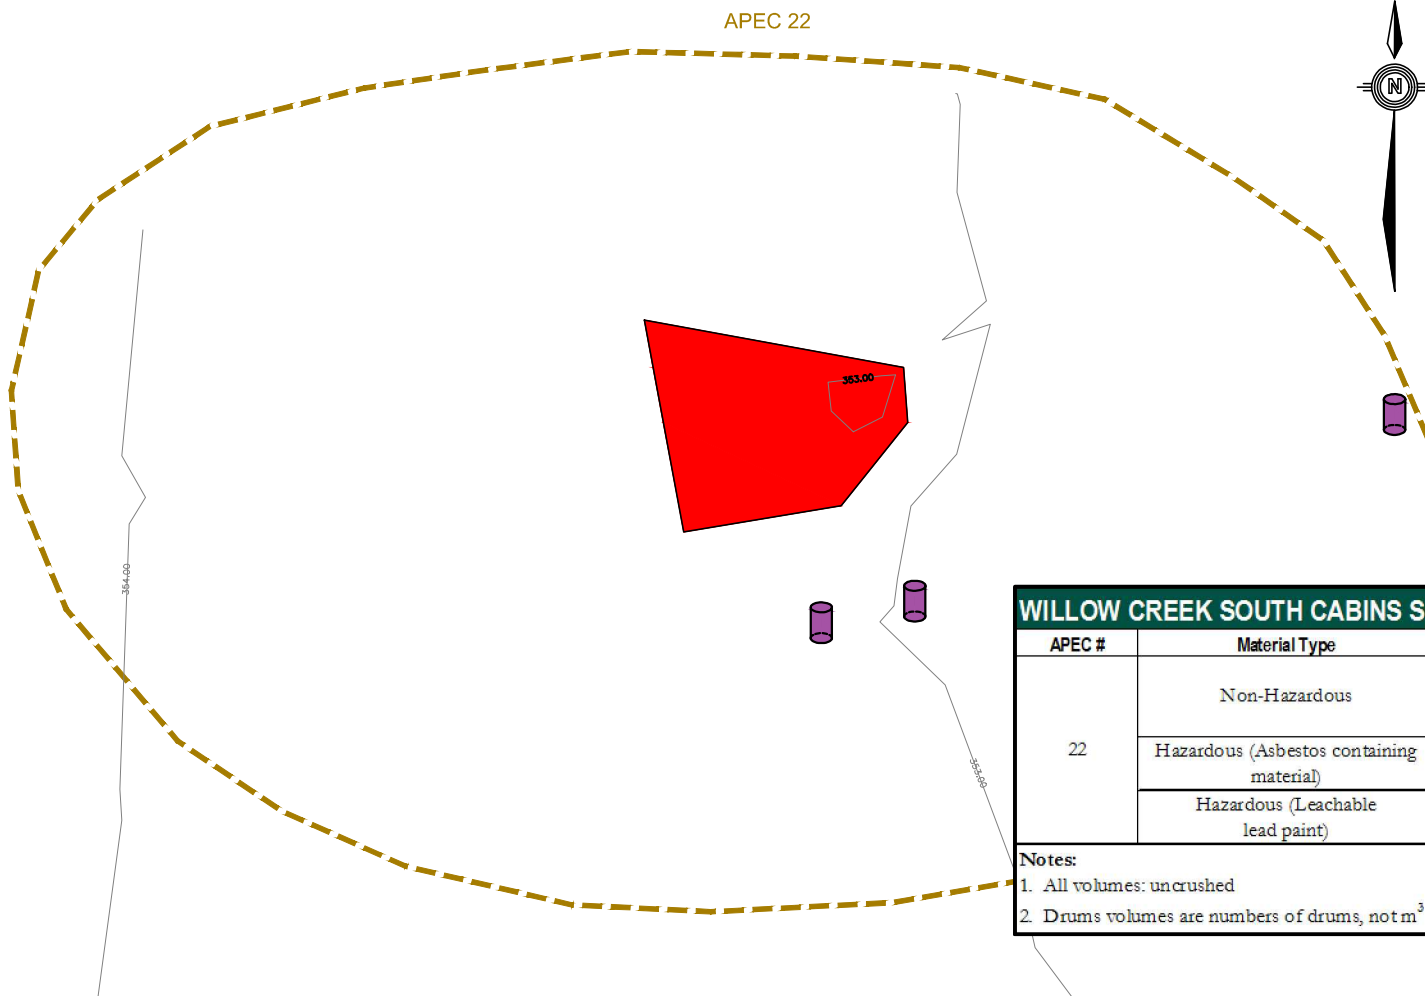 APEC 22
N
353.00
354.00
353.00
WILLOW CREEK SOUTH CABINS S
APEC # Material Type
22
Non-Hazardous
Hazardous (Asbestos containing
material)
Hazardous (Leachable
lead paint)
Notes:
1. All volumes: uncrushed
2. Drums volumes are numbers of drums, not m³